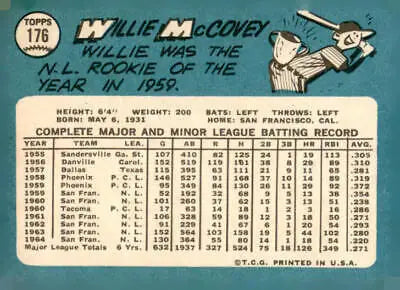 TOPPS
176
WILLIE McCOVEY
WILLIE WAS THE
N.L. ROOKIE OF THE
YEAR IN 1959.
HEIGHT: 6'4" WEIGHT: 200 BATS: LEFT THROWS: LEFT
BORN: MAY 6, 1931 HOME: SAN FRANCISCO, CAL.
COMPLETE MAJOR AND MINOR LEAGUE BATTING RECORD
YEAR TEAM LEA. G AB R H 2B 3B HR RBI AVG.
1955 Sandersville Ga. St. 107 410 82 125 24 1 19 113 .305
1956 Danville Carol. 152 519 119 161 38 8 29 89 .310
1957 Dallas Texas 115 395 63 111 21 9 11 65 .281
1958 Phoenix P.C.L. 146 527 91 168 37 10 14 89 .319
1959 Phoenix P.C.L. 95 349 84 130 26 11 29 92 .372
1959 San Fran. N.L. 52 192 32 68 9 5 13 38 .354
1960 San Fran. N.L. 101 260 37 62 15 3 13 51 .238
1960 Tacoma P.C.L. 17 63 14 18 1 2 3 16 .286
1961 San Fran. N.L. 106 328 59 89 12 3 18 50 .271
1962 San Fran. N.L. 91 229 41 67 6 1 20 54 .293
1963 San Fran. N.L. 152 564 103 158 19 5 44 102 .280
1964 San Fran. N.L. 130 364 55 80 14 1 18 54 .220
Major League Totals 6 Yrs. 632 1937 327 524 75 18 126 349 .271
©T.C.G. PRINTED IN U.S.A.